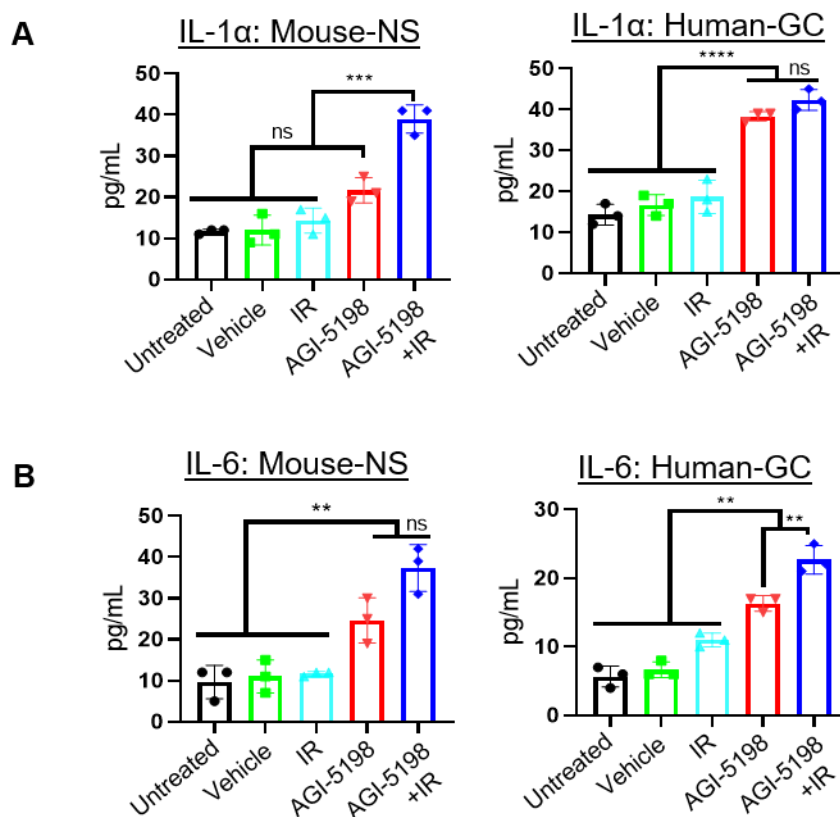 A
IL-1α: Mouse-NS
pg/mL
50
40
30
20
10
0
ns
***
Untreated
Vehicle
IR
AGI-5198
AGI-5198
+IR
IL-1α: Human-GC
pg/mL
50
40
30
20
10
0
****
ns
Untreated
Vehicle
IR
AGI-5198
AGI-5198
+IR
B
IL-6: Mouse-NS
pg/mL
50
40
30
20
10
0
**
ns
Untreated
Vehicle
IR
AGI-5198
AGI-5198
+IR
IL-6: Human-GC
pg/mL
30
20
10
0
**
**
Untreated
Vehicle
IR
AGI-5198
AGI-5198
+IR